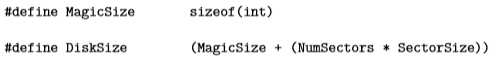 #define MagicSize sizeof(int)
#define DiskSize (MagicSize + (NumSectors * SectorSize))